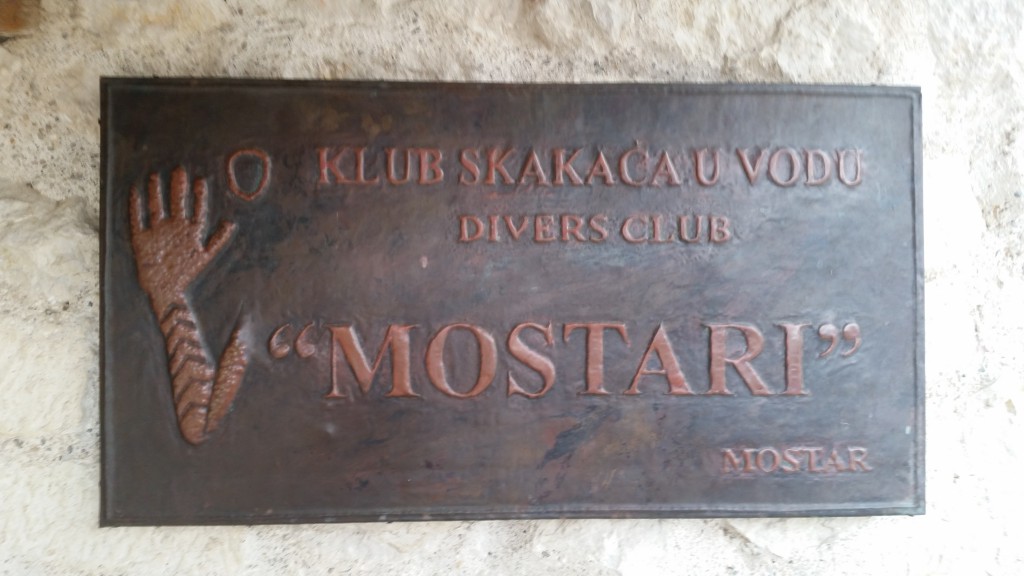 KLUB SKAKAČA U VODU
DIVERS CLUB
“MOSTARI”
MOSTAR